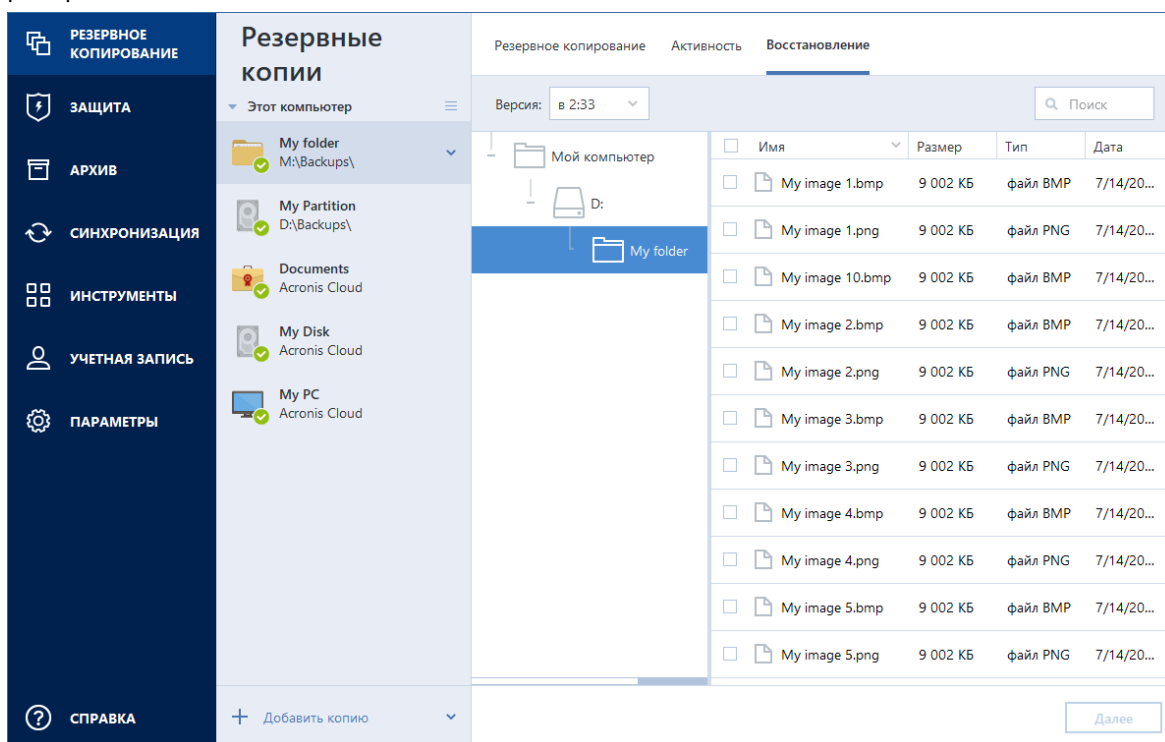 РЕЗЕРВНОЕ
КОПИРОВАНИЕ
ЗАЩИТА
АРХИВ
СИНХРОНИЗАЦИЯ
ИНСТРУМЕНТЫ
УЧЕТНАЯ ЗАПИСЬ
ПАРАМЕТРЫ
СПРАВКА
Резервные
копии
Этот компьютер
My folder
M:\Backups\
My Partition
D:\Backups\
Documents
Acronis Cloud
My Disk
Acronis Cloud
My PC
Acronis Cloud
Добавить копию
Резервное копирование Активность Восстановление
Версия: в 2:33 Поиск
Мой компьютер
D:
My folder
Имя Размер Тип Дата
My image 1.bmp 9 002 КБ файл BMP 7/14/20...
My image 1.png 9 002 КБ файл PNG 7/14/20...
My image 10.bmp 9 002 КБ файл BMP 7/14/20...
My image 2.bmp 9 002 КБ файл BMP 7/14/20...
My image 2.png 9 002 КБ файл PNG 7/14/20...
My image 3.bmp 9 002 КБ файл BMP 7/14/20...
My image 3.png 9 002 КБ файл PNG 7/14/20...
My image 4.bmp 9 002 КБ файл BMP 7/14/20...
My image 4.png 9 002 КБ файл PNG 7/14/20...
My image 5.bmp 9 002 КБ файл BMP 7/14/20...
My image 5.png 9 002 КБ файл PNG 7/14/20...
Далее